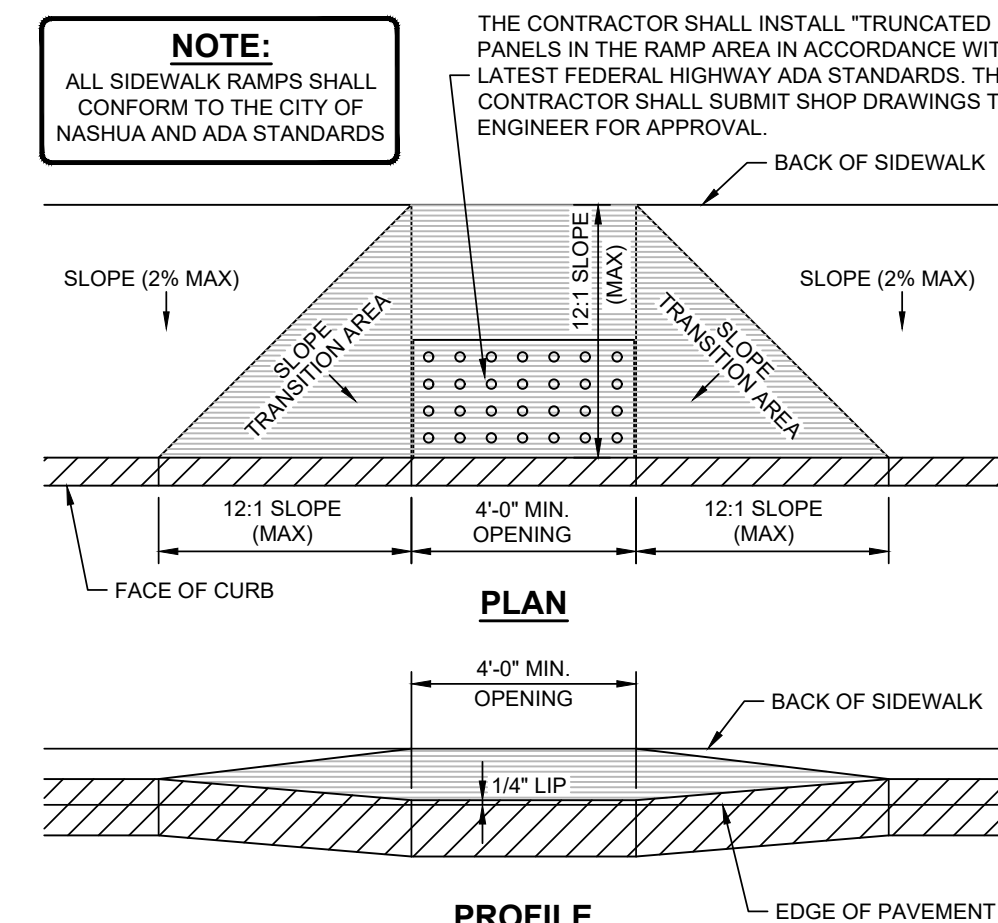 NOTE:
ALL SIDEWALK RAMPS SHALL
CONFORM TO THE CITY OF
NASHUA AND ADA STANDARDS
THE CONTRACTOR SHALL INSTALL "TRUNCATED
PANELS IN THE RAMP AREA IN ACCORDANCE WIT
LATEST FEDERAL HIGHWAY ADA STANDARDS. TH
CONTRACTOR SHALL SUBMIT SHOP DRAWINGS T
ENGINEER FOR APPROVAL.
BACK OF SIDEWALK
SLOPE (2% MAX)
SLOPE
TRANSITION AREA
12:1 SLOPE
(MAX)
SLOPE
TRANSITION AREA
SLOPE (2% MAX)
12:1 SLOPE
(MAX)
4'-0" MIN.
OPENING
12:1 SLOPE
(MAX)
FACE OF CURB
PLAN
4'-0" MIN.
OPENING
BACK OF SIDEWALK
1/4" LIP
EDGE OF PAVEMENT
PROFILE